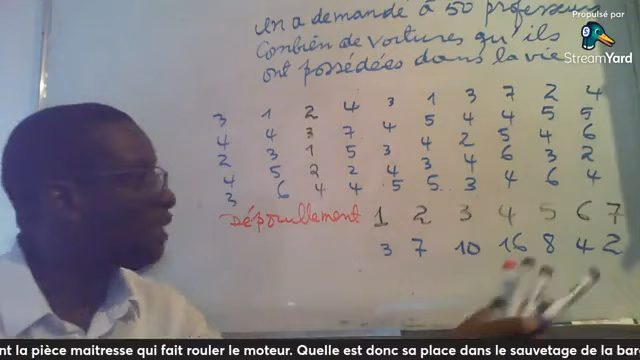 Un a demandé à 50 professeurs
Combien de voitures qu'ils
ont possédées dans la vie
Propulsé par
StreamYard
3 1 2 4 3 1 3 7 2 4
4 4 3 7 4 5 4 4 5 5
2 3 1 5 3 4 2 5 4 6
4 5 2 2 4 3 4 6 3 2
3 6 4 4 5 5 3 4 6 4
Dépouillement 1 2 3 4 5 6 7
3 7 10 16 8 4 2
nt la pièce maitresse qui fait rouler le moteur. Quelle est donc sa place dans le sauvetage de la ba